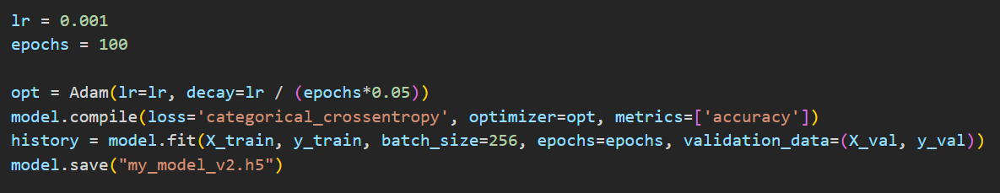 lr = 0.001
epochs = 100
opt = Adam(lr=lr, decay=lr / (epochs*0.05))
model.compile(loss='categorical_crossentropy', optimizer=opt, metrics=['accuracy'])
history = model.fit(X_train, y_train, batch_size=256, epochs=epochs, validation_data=(X_val, y_val))
model.save("my_model_v2.h5")